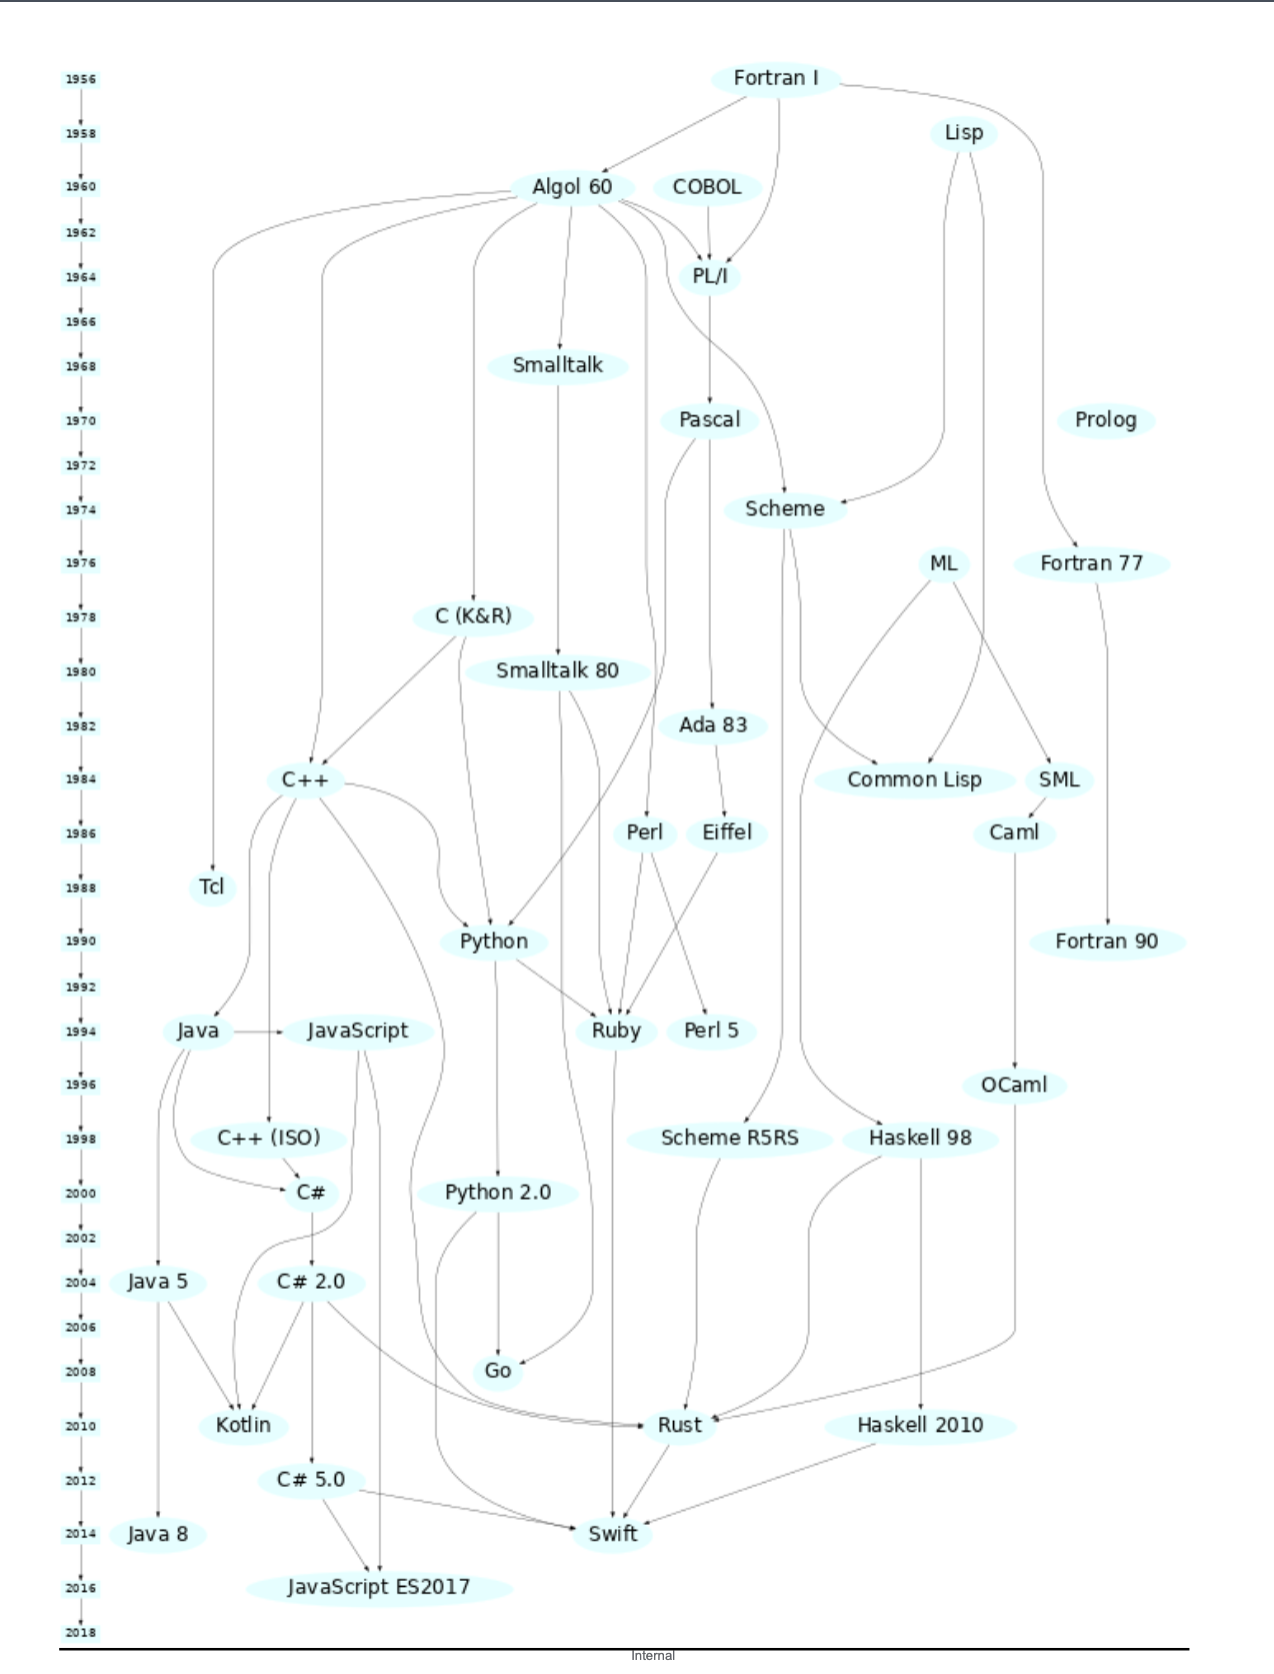 1956
Fortran I
1958
Lisp
1960
Algol 60
COBOL
1962
1964
PL/I
1966
1968
Smalltalk
1970
Pascal
Prolog
1972
1974
Scheme
1976
ML
Fortran 77
1978
C (K&R)
1980
Smalltalk 80
1982
Ada 83
1984
C++
Common Lisp
SML
1986
Perl
Eiffel
Caml
1988
Tcl
1990
Python
Fortran 90
1992
1994
Java
JavaScript
Ruby
Perl 5
1996
OCaml
1998
C++ (ISO)
Scheme R5RS
Haskell 98
2000
C#
Python 2.0
2002
2004
Java 5
C# 2.0
2006
2008
Go
2010
Kotlin
Rust
Haskell 2010
2012
C# 5.0
2014
Java 8
Swift
2016
JavaScript ES2017
2018
Internal